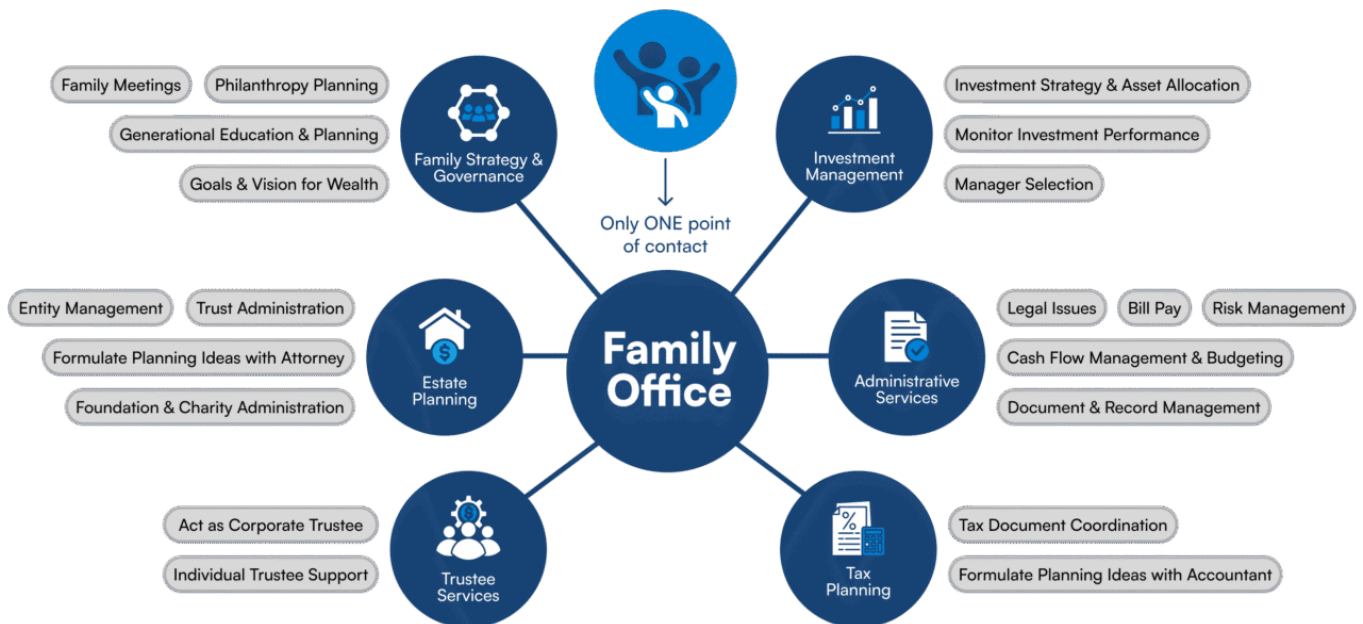 Family Meetings
Philanthropy Planning
Generational Education & Planning
Goals & Vision for Wealth
Family Strategy &
Governance
Only ONE point
of contact
Investment
Management
Investment Strategy & Asset Allocation
Monitor Investment Performance
Manager Selection
Entity Management
Trust Administration
Formulate Planning Ideas with Attorney
Foundation & Charity Administration
$
Estate
Planning
Family
Office
Administrative
Services
Legal Issues
Bill Pay
Risk Management
Cash Flow Management & Budgeting
Document & Record Management
Act as Corporate Trustee
Individual Trustee Support
$
Trustee
Services
%
Tax
Planning
Tax Document Coordination
Formulate Planning Ideas with Accountant